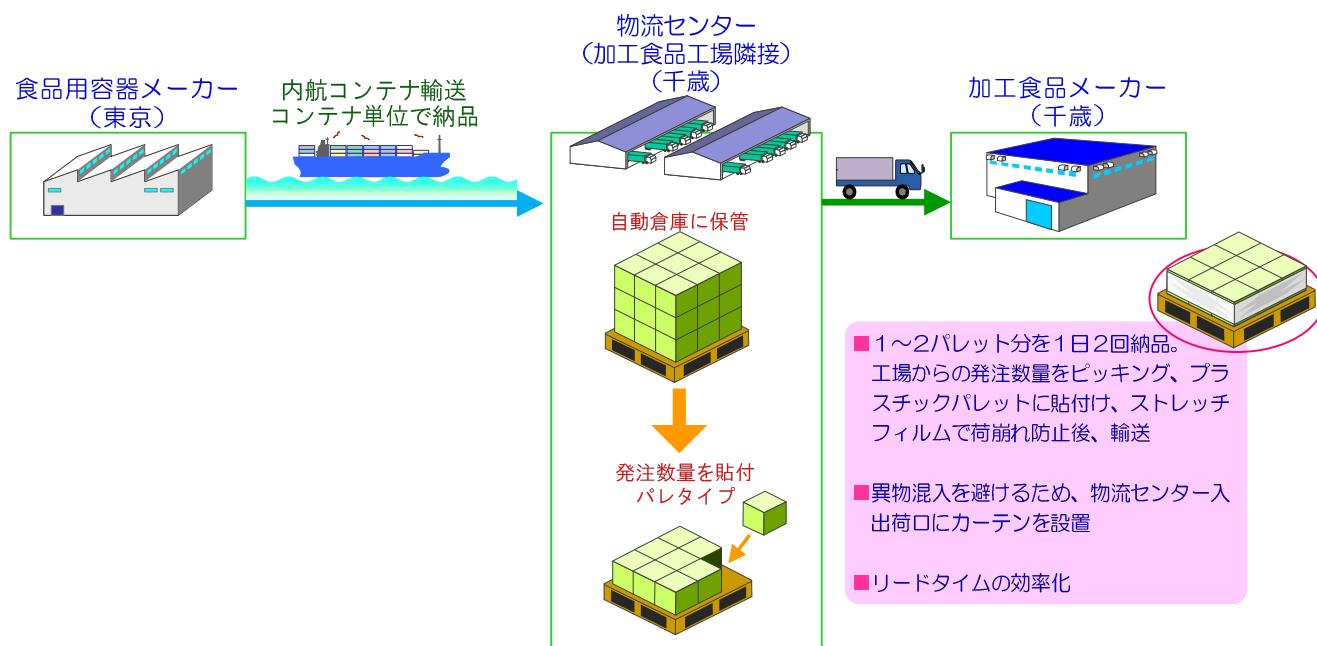 食品用容器メーカー
（東京）
内航コンテナ輸送
コンテナ単位で納品
物流センター
（加工食品工場隣接）
（千歳）
加工食品メーカー
（千歳）
自動倉庫に保管
発注数量を貼付
パレタイプ
■１～２パレット分を１日２回納品。
工場からの発注数量をピッキング、プラ
スチックパレットに貼付け、ストレッチ
フィルムで荷崩れ防止後、輸送
■異物混入を避けるため、物流センター入
出荷口にカーテンを設置
■リードタイムの効率化